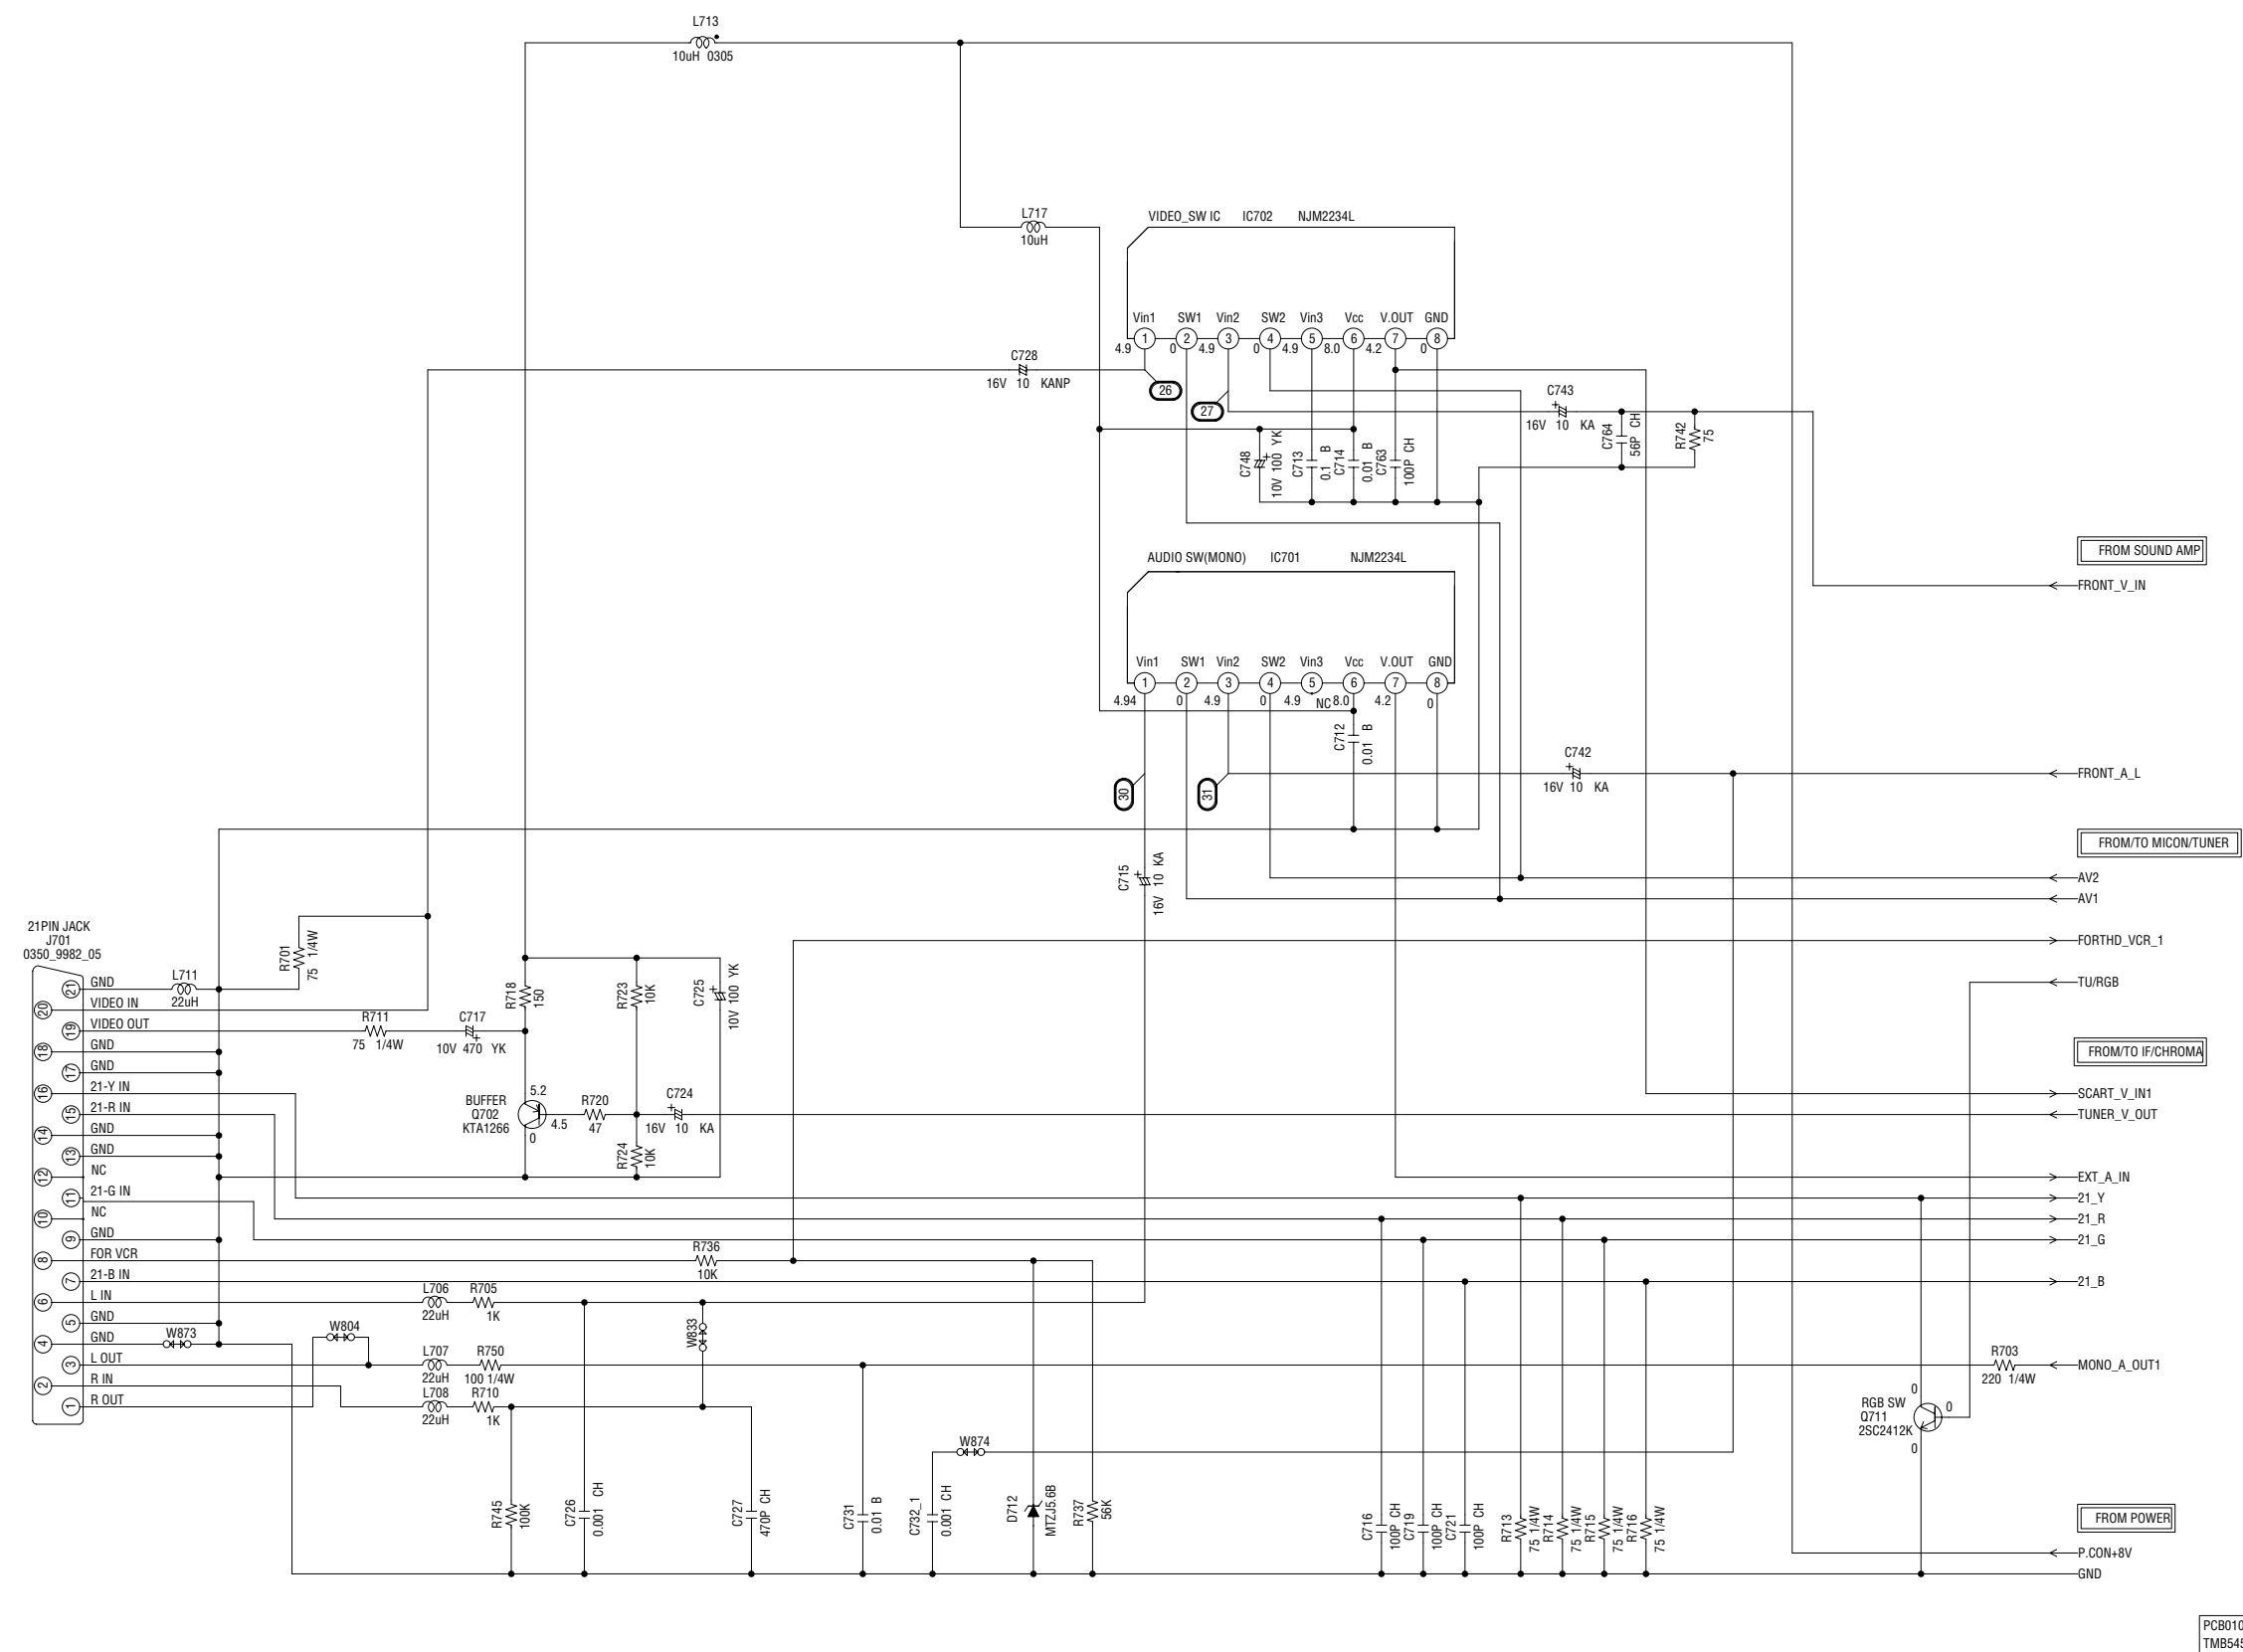 L713
10uH 0305
L717
10uH
VIDEO_SW IC IC702 NJM2234L
Vin1 SW1 Vin2 SW2 Vin3 Vcc V.OUT GND
1 2 3 4 5 6 7 8
4.9 0 4.9 0 4.9 8.0 4.2 0
C728
16V 10 KANP
26
27
C743
16V 10 KA
C764
56P CH
R742
75
C748
10V 100 YK
C713
0.1 B
C714
0.01 B
C763
100P CH
AUDIO SW(MONO) IC701 NJM2234L
Vin1 SW1 Vin2 SW2 Vin3 Vcc V.OUT GND
1 2 3 4 5 6 7 8
4.94 0 4.9 0 4.9 NC 8.0 4.2 0
C712
0.01 B
30
31
C742
16V 10 KA
C715
16V 10 KA
FROM SOUND AMP
FRONT_V_IN
FRONT_A_L
FROM/TO MICON/TUNER
AV2
AV1
FORTHD_VCR_1
TU/RGB
FROM/TO IF/CHROMA
SCART_V_IN1
TUNER_V_OUT
EXT_A_IN
21_Y
21_R
21_G
21_B
MONO_A_OUT1
FROM POWER
P.CON+8V
GND
21PIN JACK
J701
0350_9982_05
21 GND
20 VIDEO IN
19 VIDEO OUT
18 GND
17 GND
16 21-Y IN
15 21-R IN
14 GND
13 GND
12 NC
11 21-G IN
10 NC
9 GND
8 FOR VCR
7 21-B IN
6 L IN
5 GND
4 GND
3 L OUT
2 R IN
1 R OUT
L711
22uH
R701
75 1/4W
R711
75 1/4W
C717
10V 470 YK
R718
150
R723
10K
C725
10V 100 YK
BUFFER
Q702
KTA1266
5.2
4.5
0
R720
47
C724
16V 10 KA
R724
10K
R736
10K
L706
22uH
R705
1K
W873
W804
W833
L707
22uH
R750
100 1/4W
L708
22uH
R710
1K
R703
220 1/4W
RGB SW
Q711
2SC2412K
0
0
0
W874
R745
100K
C726
0.001 CH
C727
470P CH
C731
0.01 B
C732_1
0.001 CH
D712
MTZJ5.6B
R737
56K
C716
100P CH
C719
100P CH
C721
100P CH
R713
75 1/4W
R714
75 1/4W
R715
75 1/4W
R716
75 1/4W
PCB010
TMB545